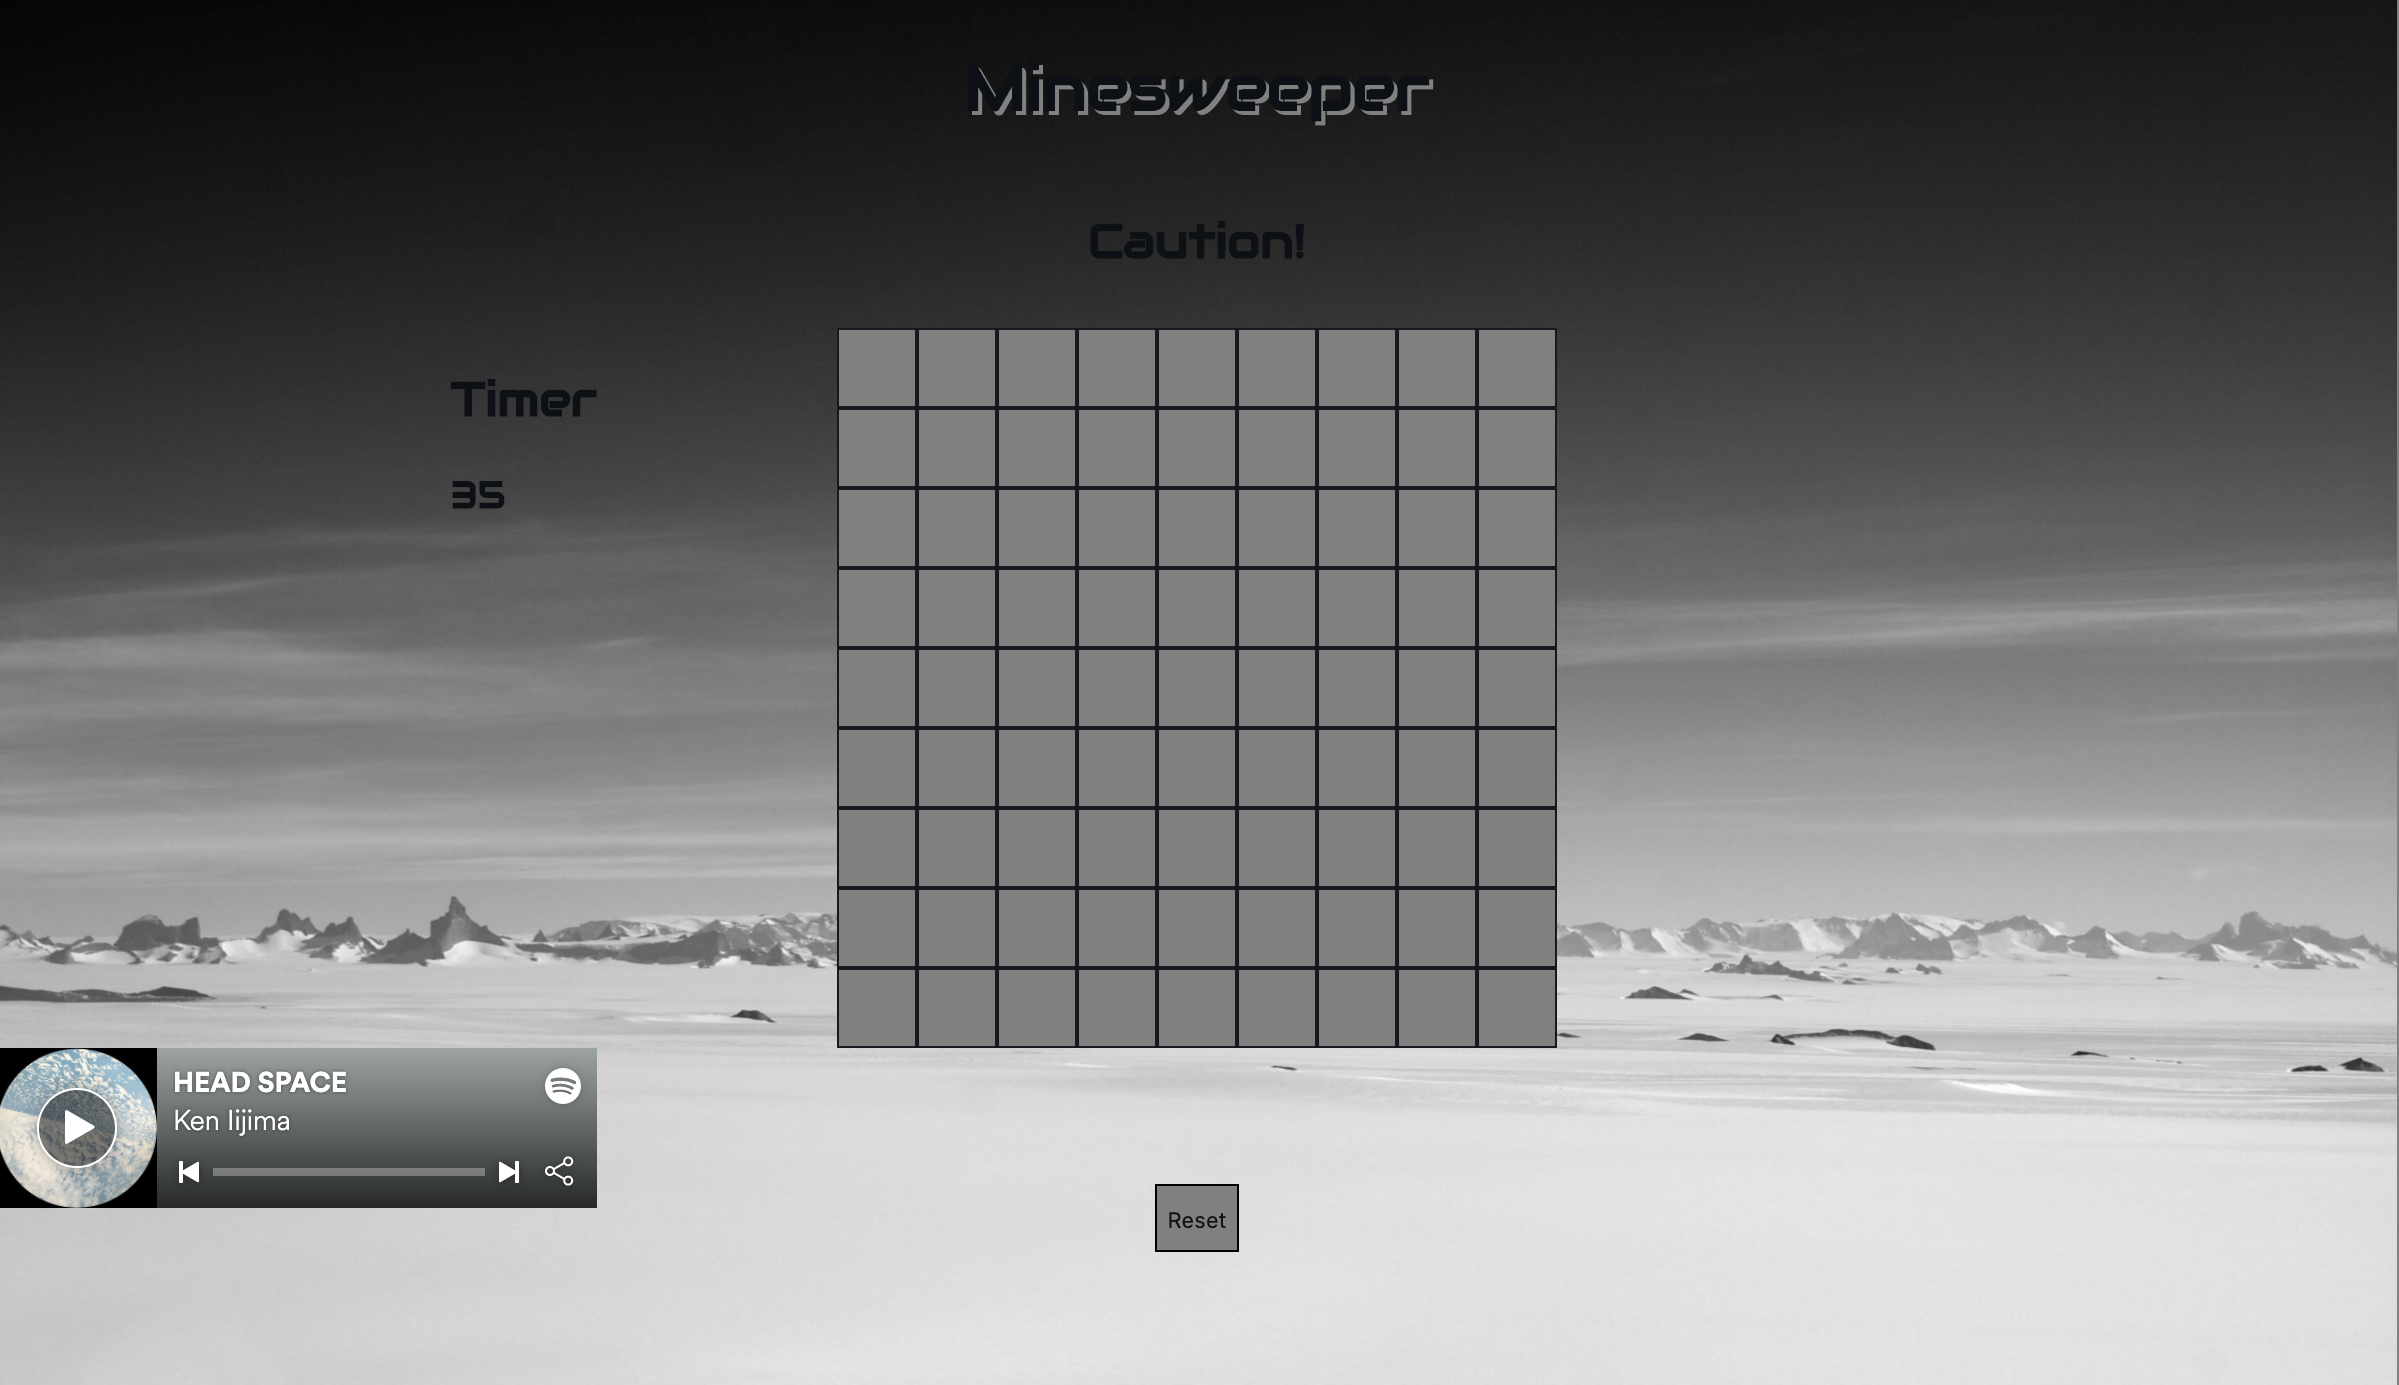 Minesweeper
Caution!
Timer
35
HEAD SPACE
Ken Iijima
Reset